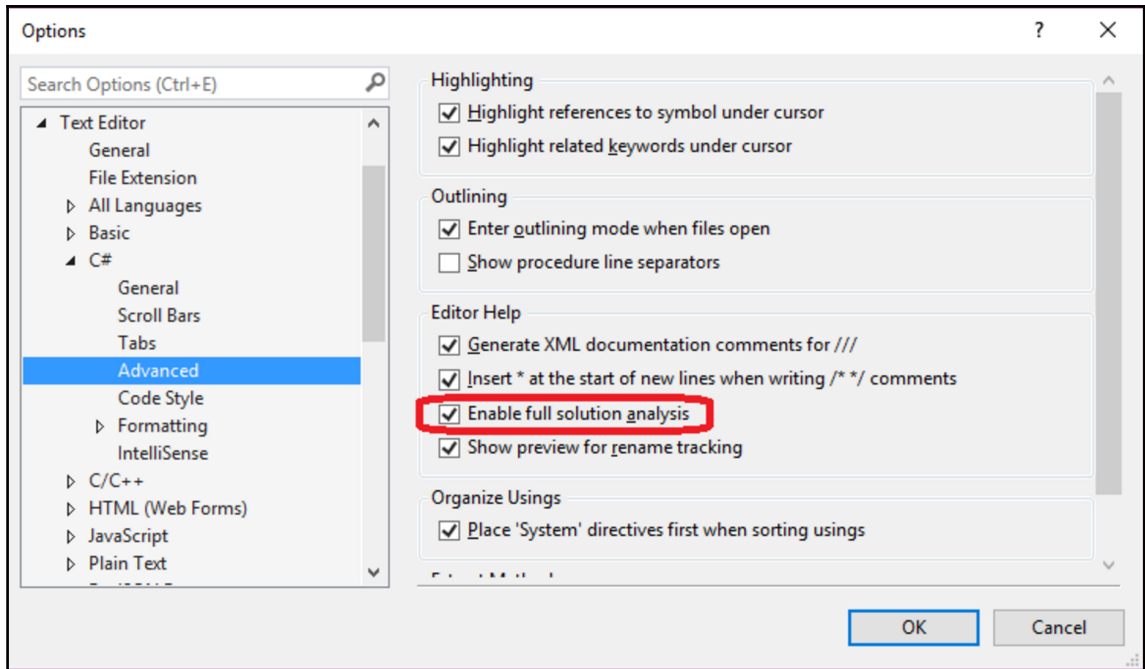 Options
?
Search Options (Ctrl+E)
Text Editor
General
File Extension
All Languages
Basic
C#
General
Scroll Bars
Tabs
Advanced
Code Style
Formatting
IntelliSense
C/C++
HTML (Web Forms)
JavaScript
Plain Text
Highlighting
Highlight references to symbol under cursor
Highlight related keywords under cursor
Outlining
Enter outlining mode when files open
Show procedure line separators
Editor Help
Generate XML documentation comments for ///
Insert * at the start of new lines when writing /* */ comments
Enable full solution analysis
Show preview for rename tracking
Organize Usings
Place 'System' directives first when sorting usings
OK
Cancel